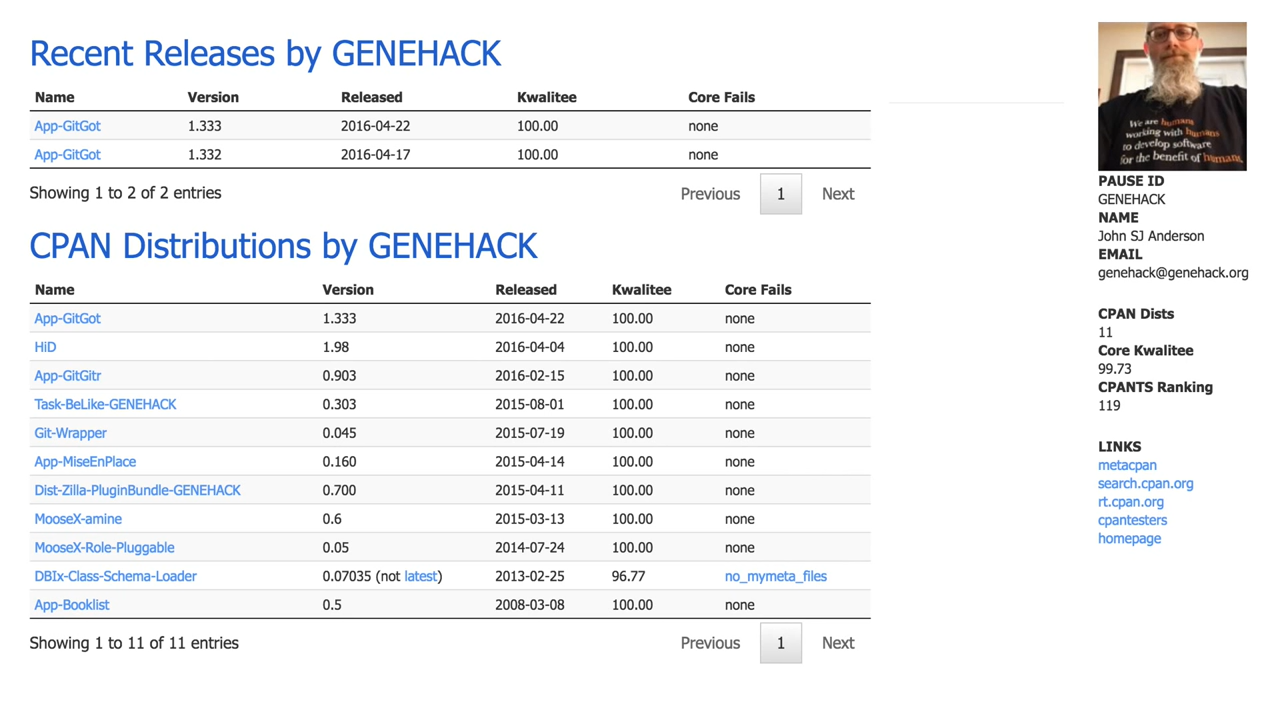 Recent Releases by GENEHACK
Name Version Released Kwalitee Core Fails
App-GitGot 1.333 2016-04-22 100.00 none
App-GitGot 1.332 2016-04-17 100.00 none
Showing 1 to 2 of 2 entries Previous 1 Next
CPAN Distributions by GENEHACK
Name Version Released Kwalitee Core Fails
App-GitGot 1.333 2016-04-22 100.00 none
HiD 1.98 2016-04-04 100.00 none
App-GitGitr 0.903 2016-02-15 100.00 none
Task-BeLike-GENEHACK 0.303 2015-08-01 100.00 none
Git-Wrapper 0.045 2015-07-19 100.00 none
App-MiseEnPlace 0.160 2015-04-14 100.00 none
Dist-Zilla-PluginBundle-GENEHACK 0.700 2015-04-11 100.00 none
MooseX-amine 0.6 2015-03-13 100.00 none
MooseX-Role-Pluggable 0.05 2014-07-24 100.00 none
DBIx-Class-Schema-Loader 0.07035 (not latest) 2013-02-25 96.77 no_mymeta_files
App-Booklist 0.5 2008-03-08 100.00 none
Showing 1 to 11 of 11 entries Previous 1 Next
We are humans
working with humans
to develop software
for the benefit of humans
PAUSE ID
GENEHACK
NAME
John SJ Anderson
EMAIL
genehack@genehack.org
CPAN Dists
11
Core Kwalitee
99.73
CPANTS Ranking
119
LINKS
metacpan
search.cpan.org
rt.cpan.org
cpantesters
homepage